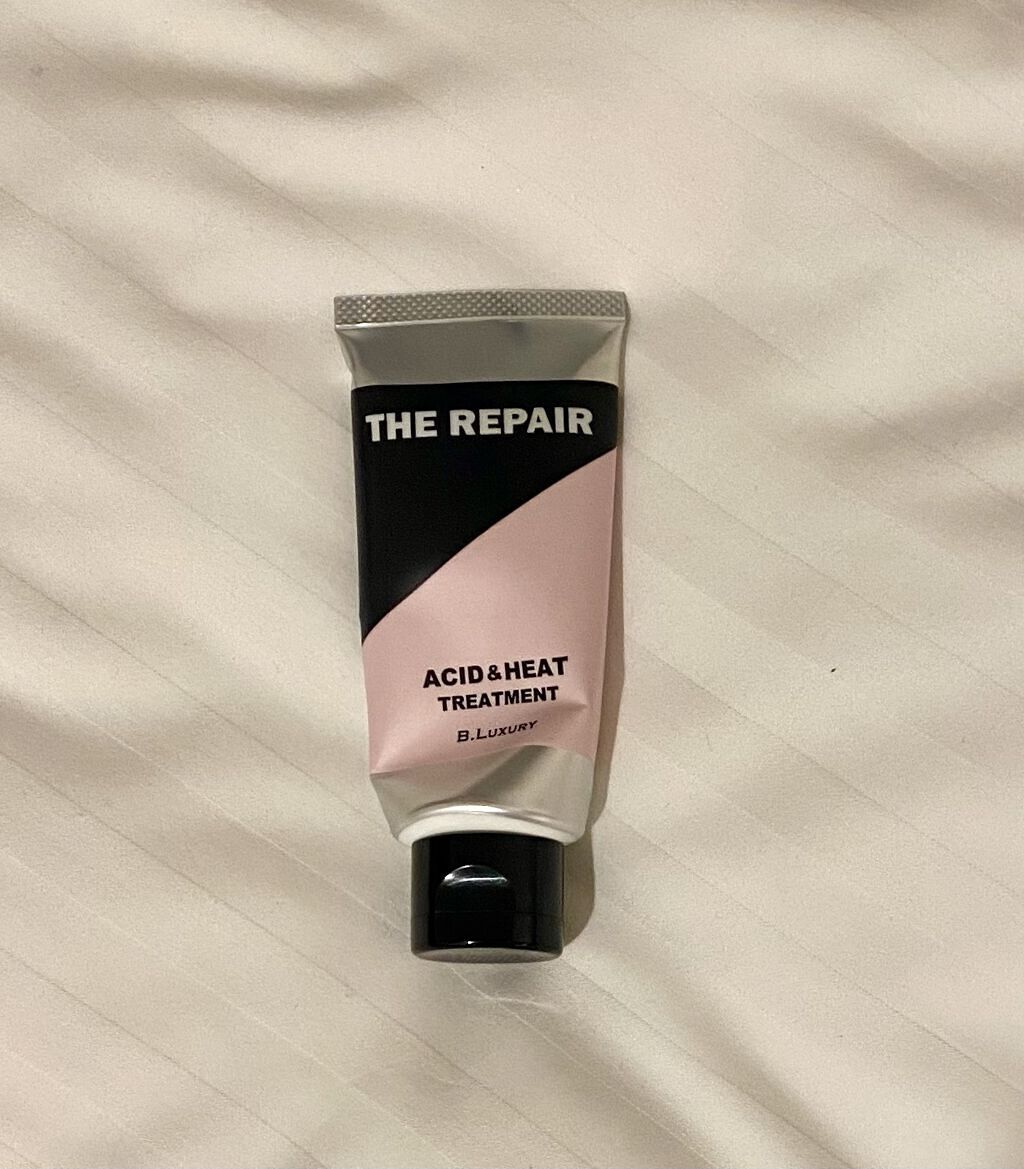 THE REPAIR
ACID&HEAT
TREATMENT
B.LUXURY